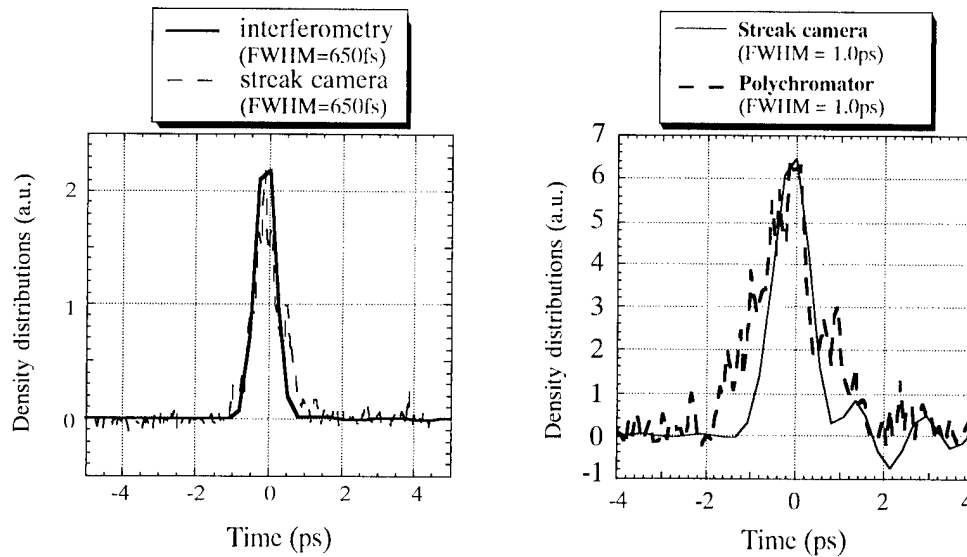 interferometry
(FWHM=650fs)
streak camera
(FWHM=650fs)
Density distributions (a.u.)
2
1
0
-4
-2
0
2
4
Time (ps)
Streak camera
(FWHM = 1.0ps)
Polychromator
(FWHM = 1.0ps)
Density distributions (a.u.)
7
6
5
4
3
2
1
0
-1
-4
-2
0
2
4
Time (ps)